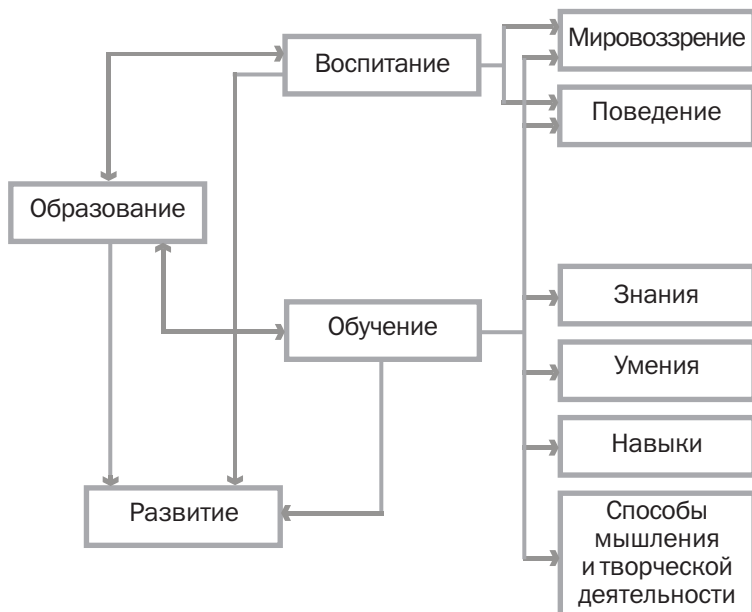 Воспитание
Мировоззрение
Поведение
Образование
Обучение
Знания
Умения
Навыки
Развитие
Способы
мышления
и творческой
деятельности